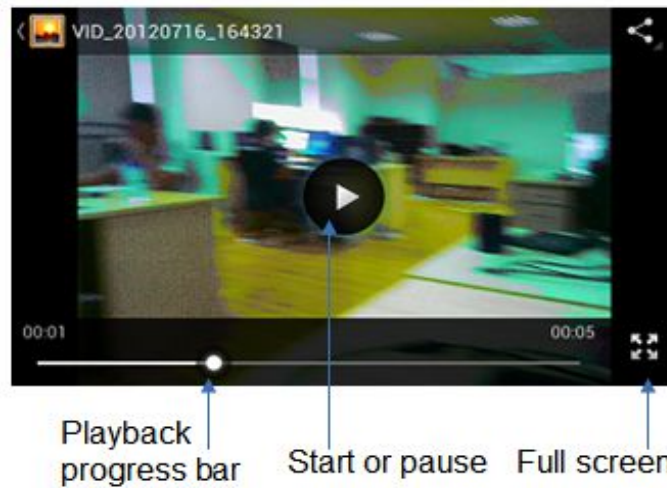 VID_20120716_164321
00:01 00:05
Playback
progress bar
Start or pause
Full screen